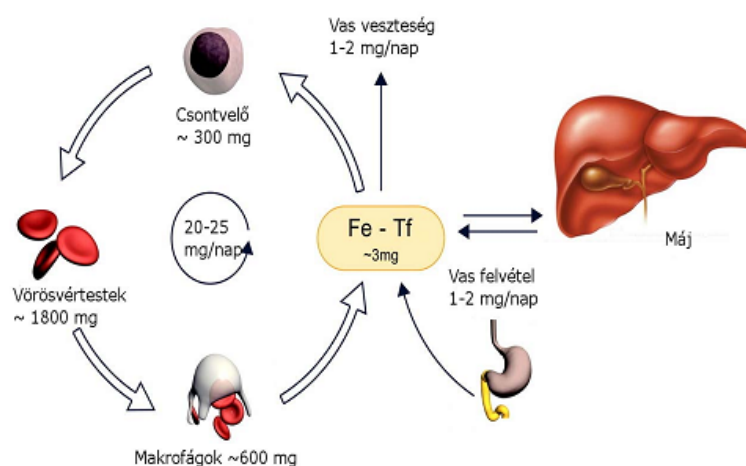 Vas veszteség
1-2 mg/nap
Csontvelő
~ 300 mg
20-25
mg/nap
Fe - Tf
~3mg
Máj
Vas felvétel
1-2 mg/nap
Vörösvértestek
~ 1800 mg
Makrofágok ~600 mg